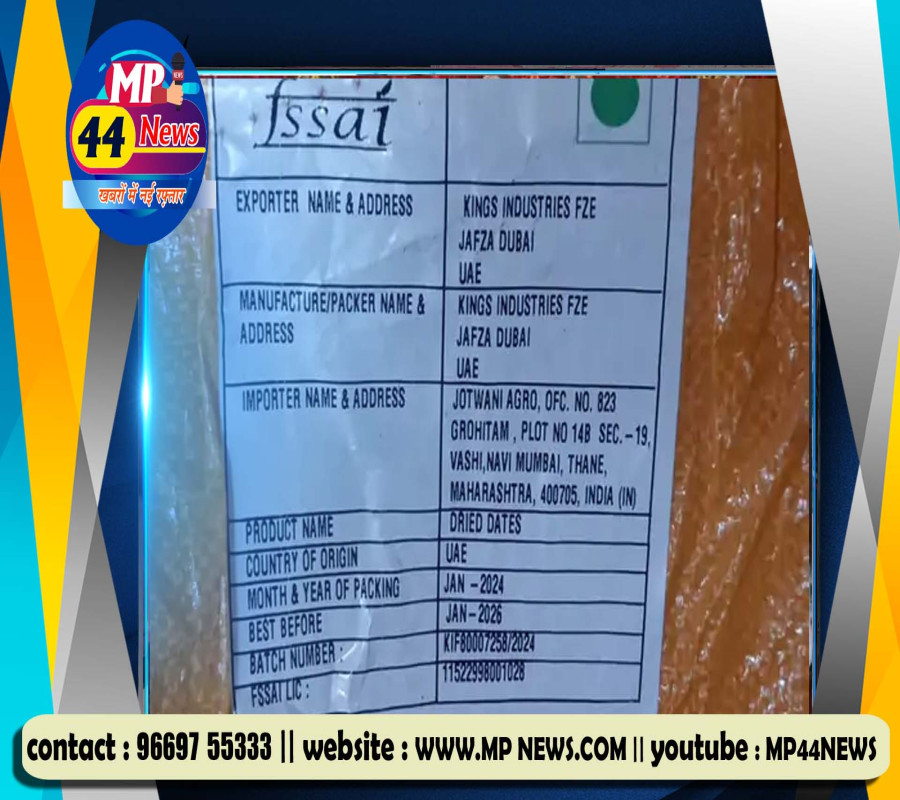 MP
NEWS
44 News
खबरों में नई रफ़्तार
fssai
EXPORTER NAME & ADDRESS
KINGS INDUSTRIES FZE
JAFZA DUBAI
UAE
MANUFACTURE/PACKER NAME &
ADDRESS
KINGS INDUSTRIES FZE
JAFZA DUBAI
UAE
IMPORTER NAME & ADDRESS
JOTWANI AGRO, OFC. NO. 823
GROHITAM , PLOT NO 14B SEC.-19,
VASHI,NAVI MUMBAI, THANE,
MAHARASHTRA, 400705, INDIA (IN)
PRODUCT NAME DRIED DATES
COUNTRY OF ORIGIN UAE
MONTH & YEAR OF PACKING JAN -2024
BEST BEFORE JAN-2026
BATCH NUMBER : KIF80007258/2024
FSSAI LIC : 11522998001028
contact : 96697 55333 || website : WWW.MP NEWS.COM || youtube : MP44NEWS